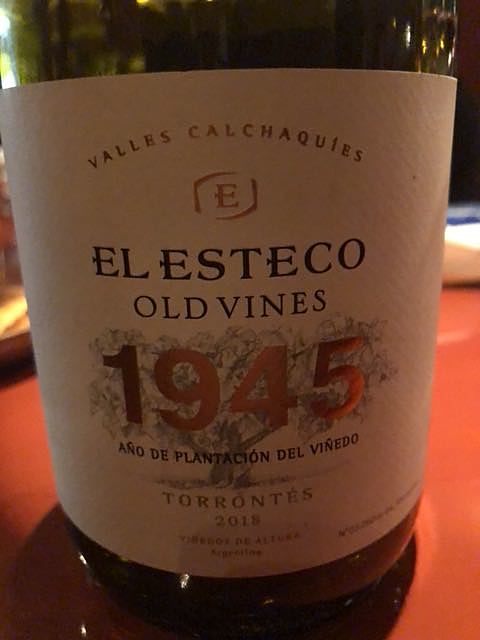 VALLES CALCHAQUÍES
E
EL ESTECO
OLD VINES
1945
AÑO DE PLANTACIÓN DEL VIÑEDO
TORRONTÉS
2018
VIÑEDOS DE ALTURA
Argentina